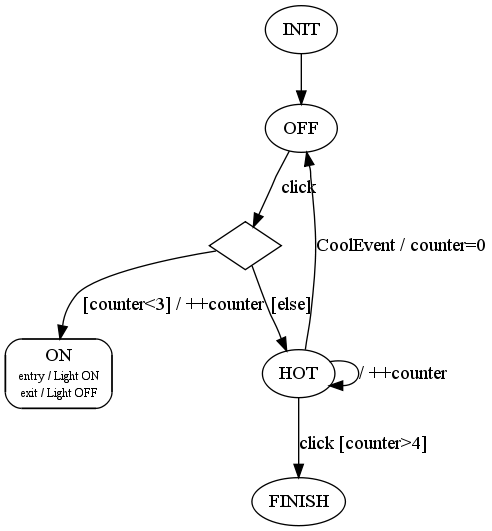 INIT
OFF
click
CoolEvent / counter=0
[counter<3] / ++counter
[else]
ON
entry / Light ON
exit / Light OFF
HOT
/ ++counter
click [counter>4]
FINISH